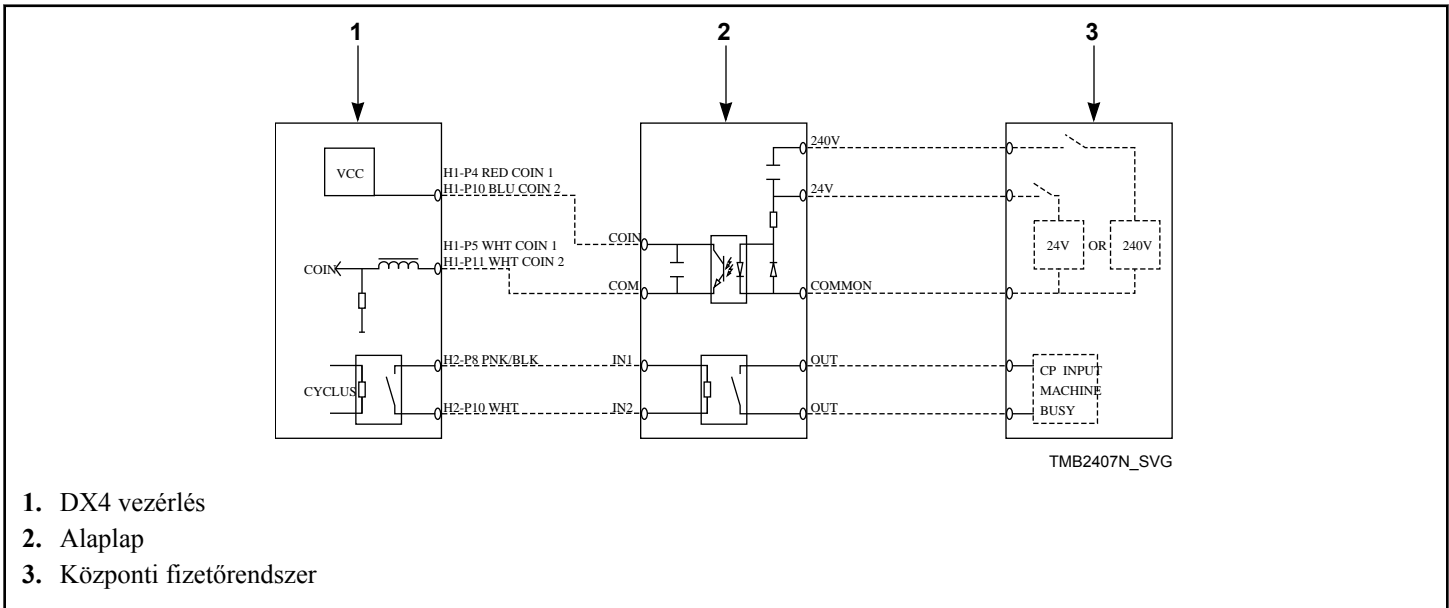 1 2 3
VCC
H1-P4 RED COIN 1
H1-P10 BLU COIN 2
H1-P5 WHT COIN 1
H1-P11 WHT COIN 2
COIN
CYCLUS
H2-P8 PNK/BLK
H2-P10 WHT
COIN
COM
IN1
IN2
240V
24V
COMMON
OUT
OUT
24V OR 240V
CP INPUT
MACHINE
BUSY
TMB2407N_SVG
1. DX4 vezérlés
2. Alaplap
3. Központi fizetőrendszer